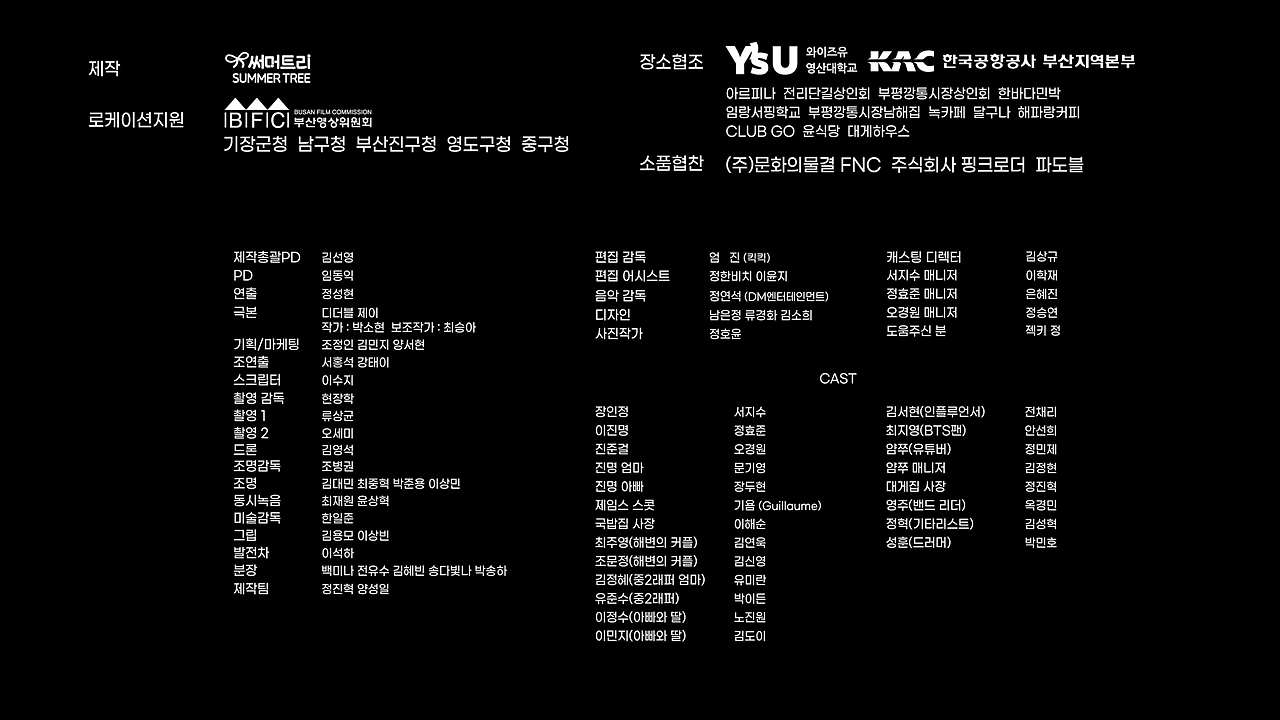 제작 써머트리
SUMMER TREE
로케이션지원 BFC BUSAN FILM COMMISSION
부산영상위원회
기장군청 남구청 부산진구청 영도구청 중구청
장소협조 YsU 와이즈유
영산대학교 KAC 한국공항공사 부산지역본부
아르피나 전리단길상인회 부평깡통시장상인회 한바다민박
임랑서핑학교 부평깡통시장남해집 녹카페 달구나 해파랑커피
CLUB GO 윤식당 대게하우스
소품협찬 (주)문화의물결 FNC 주식회사 핑크로더 파도블
제작총괄PD 김선영
PD 임동익
연출 정성현
극본 디더블 제이
작가 : 박소현 보조작가 : 최승아
기획/마케팅 조정인 김민지 양서현
조연출 서홍석 강태이
스크립터 이수지
촬영 감독 현장학
촬영 1 류상균
촬영 2 오세미
드론 김영석
조명감독 조병권
조명 김대민 최중혁 박준용 이상민
동시녹음 최재원 윤상혁
미술감독 한일준
그립 김용모 이상빈
발전차 이석하
분장 백미나 전유수 김혜빈 송다빛나 박송하
제작팀 정진혁 양성일
편집 감독 엄 진 (킥킥)
편집 어시스트 정한비치 이윤지
음악 감독 정연석 (DM엔터테인먼트)
디자인 남은정 류경화 김소희
사진작가 정호윤
캐스팅 디렉터 김상규
서지수 매니저 이학재
정효준 매니저 은혜진
오경원 매니저 정승연
도움주신 분 젝키 정
CAST
장인정 서지수
이진명 정효준
진준걸 오경원
진명 엄마 문기영
진명 아빠 장두현
제임스 스콧 기욤 (Guillaume)
국밥집 사장 이해순
최주영(해변의 커플) 김연욱
조문정(해변의 커플) 김신영
김정혜(중2래퍼 엄마) 유미란
유준수(중2래퍼) 박이든
이정수(아빠와 딸) 노진원
이민지(아빠와 딸) 김도이
김서현(인플루언서) 전채리
최지영(BTS팬) 안선희
얌쭈(유튜버) 정민제
얌쭈 매니저 김정현
대게집 사장 정진혁
영주(밴드 리더) 옥경민
정혁(기타리스트) 김성혁
성훈(드러머) 박민호